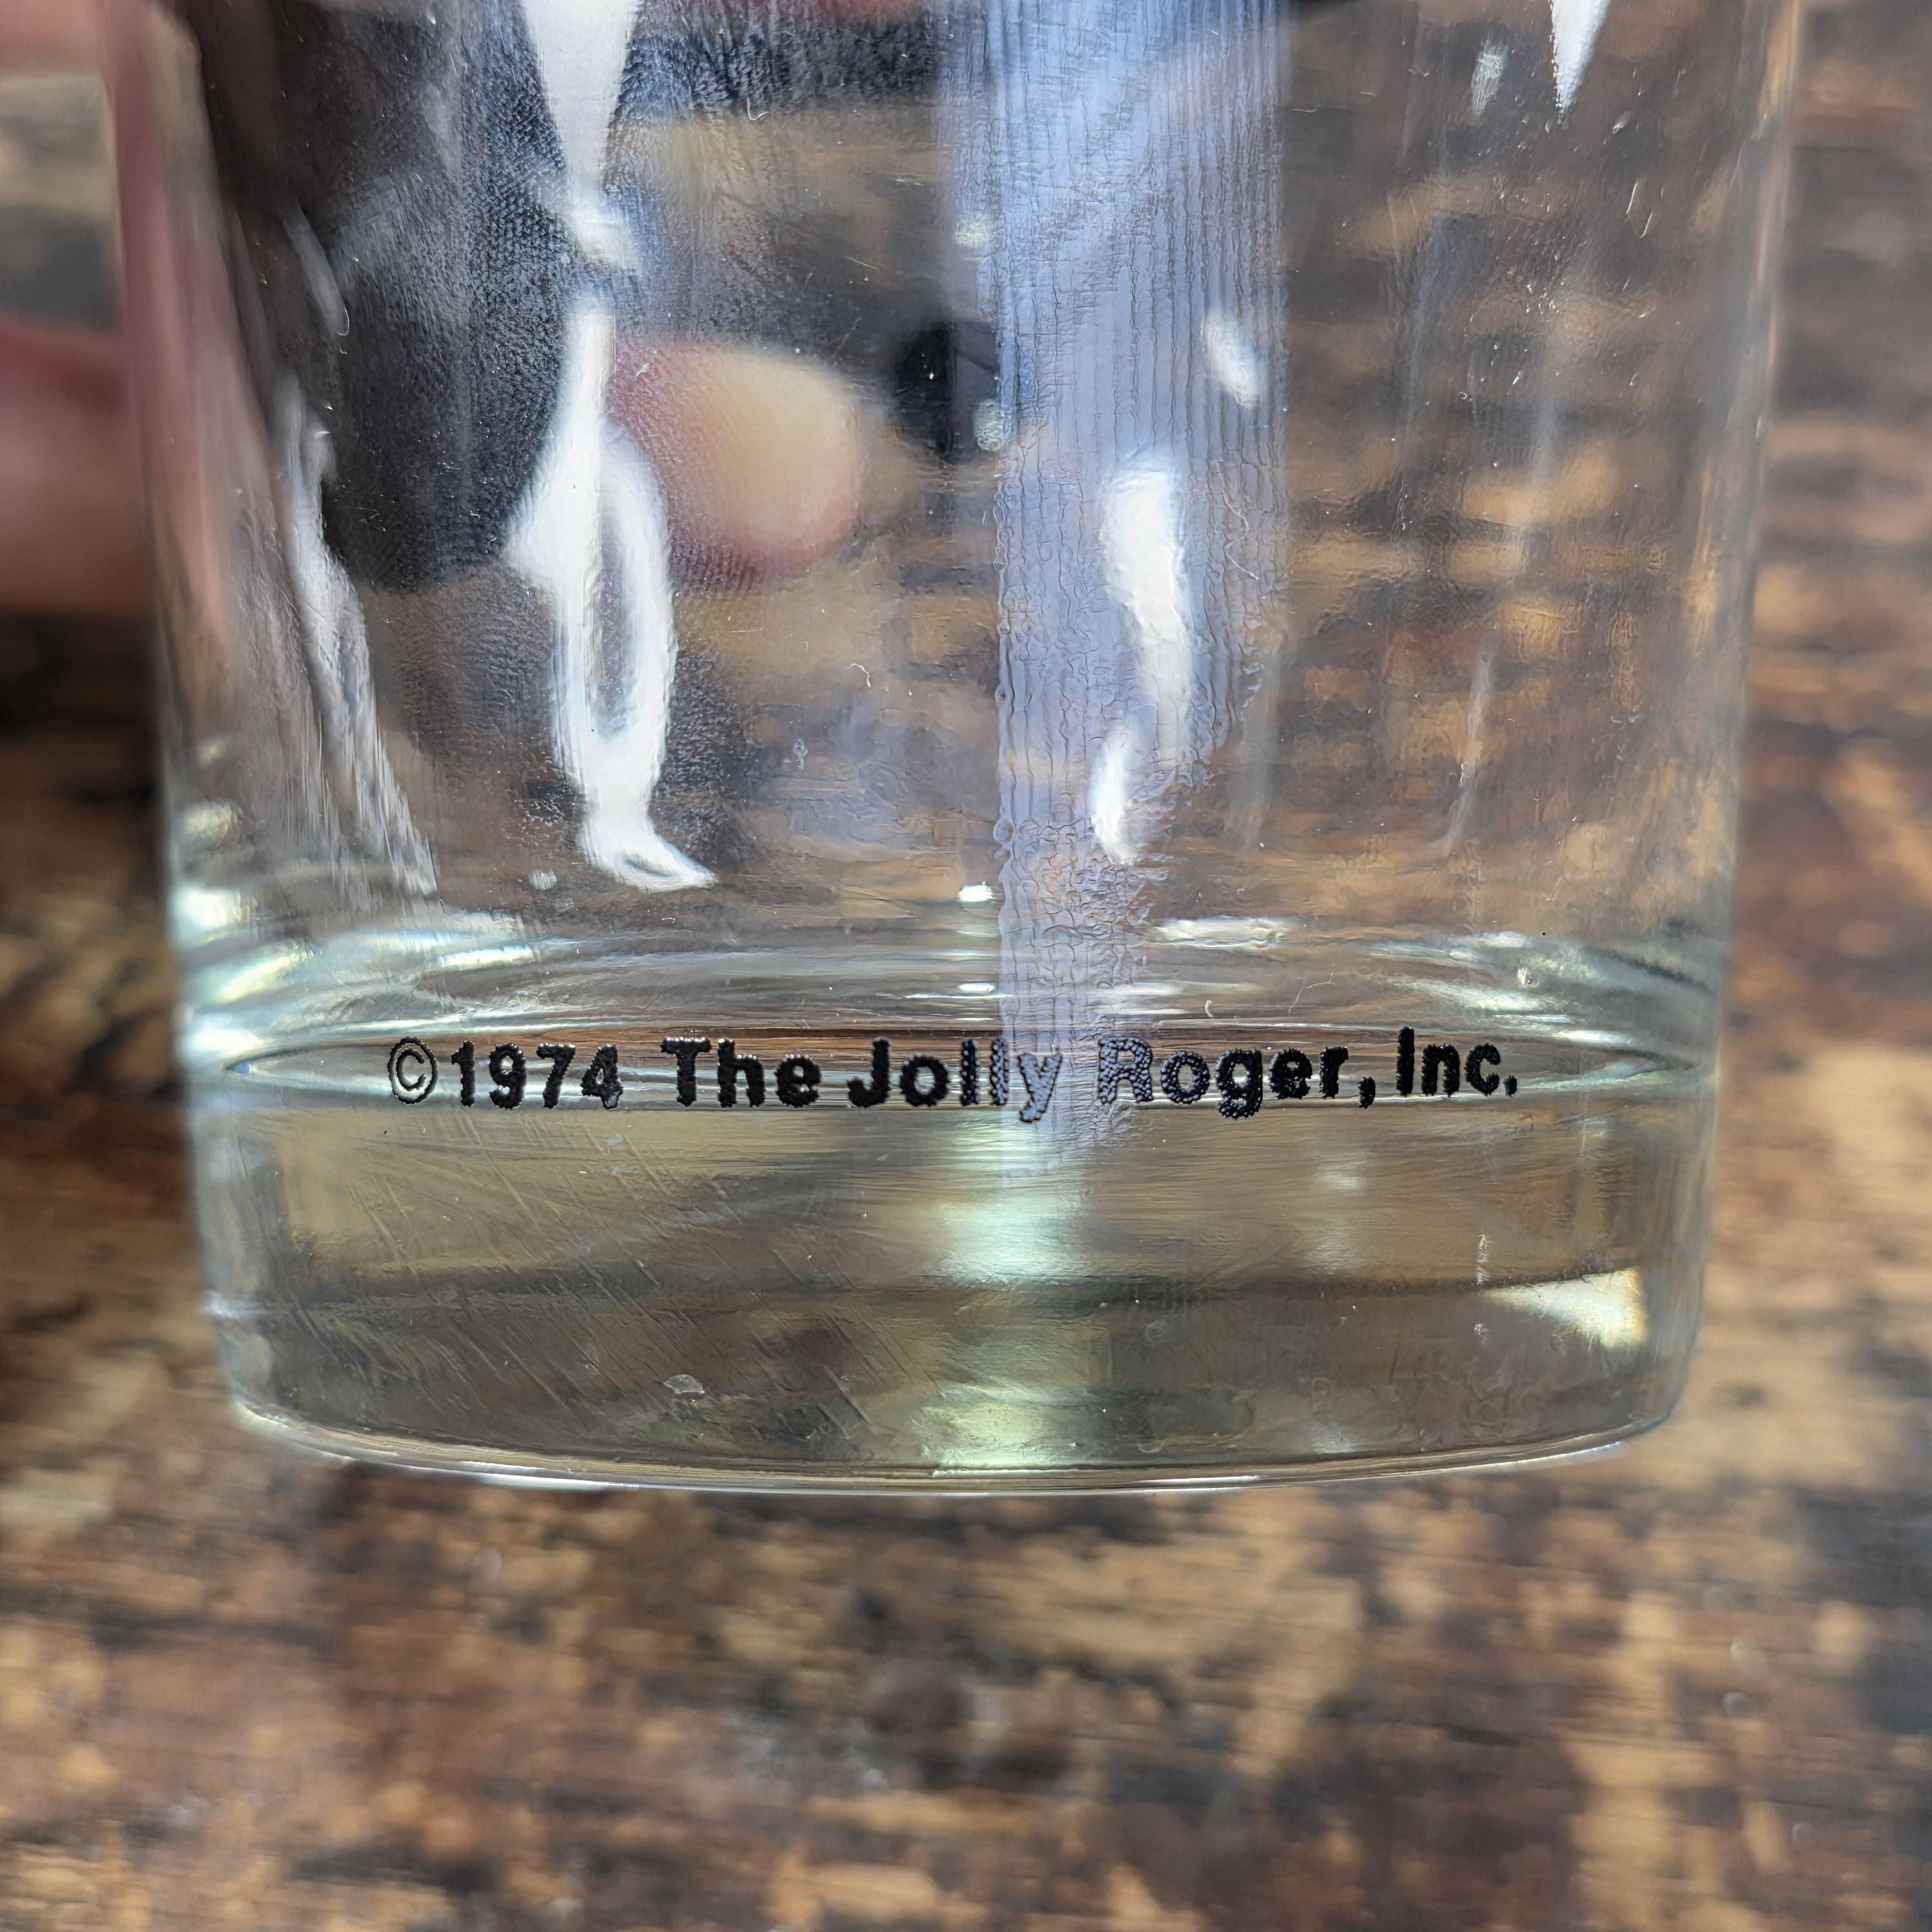 ©1974 The Jolly Roger, Inc.